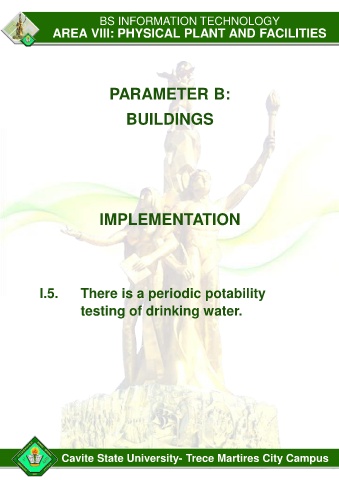 BS INFORMATION TECHNOLOGY
AREA VIII: PHYSICAL PLANT AND FACILITIES
PARAMETER B:
BUILDINGS
IMPLEMENTATION
I.5. There is a periodic potability
testing of drinking water.
Cavite State University- Trece Martires City Campus